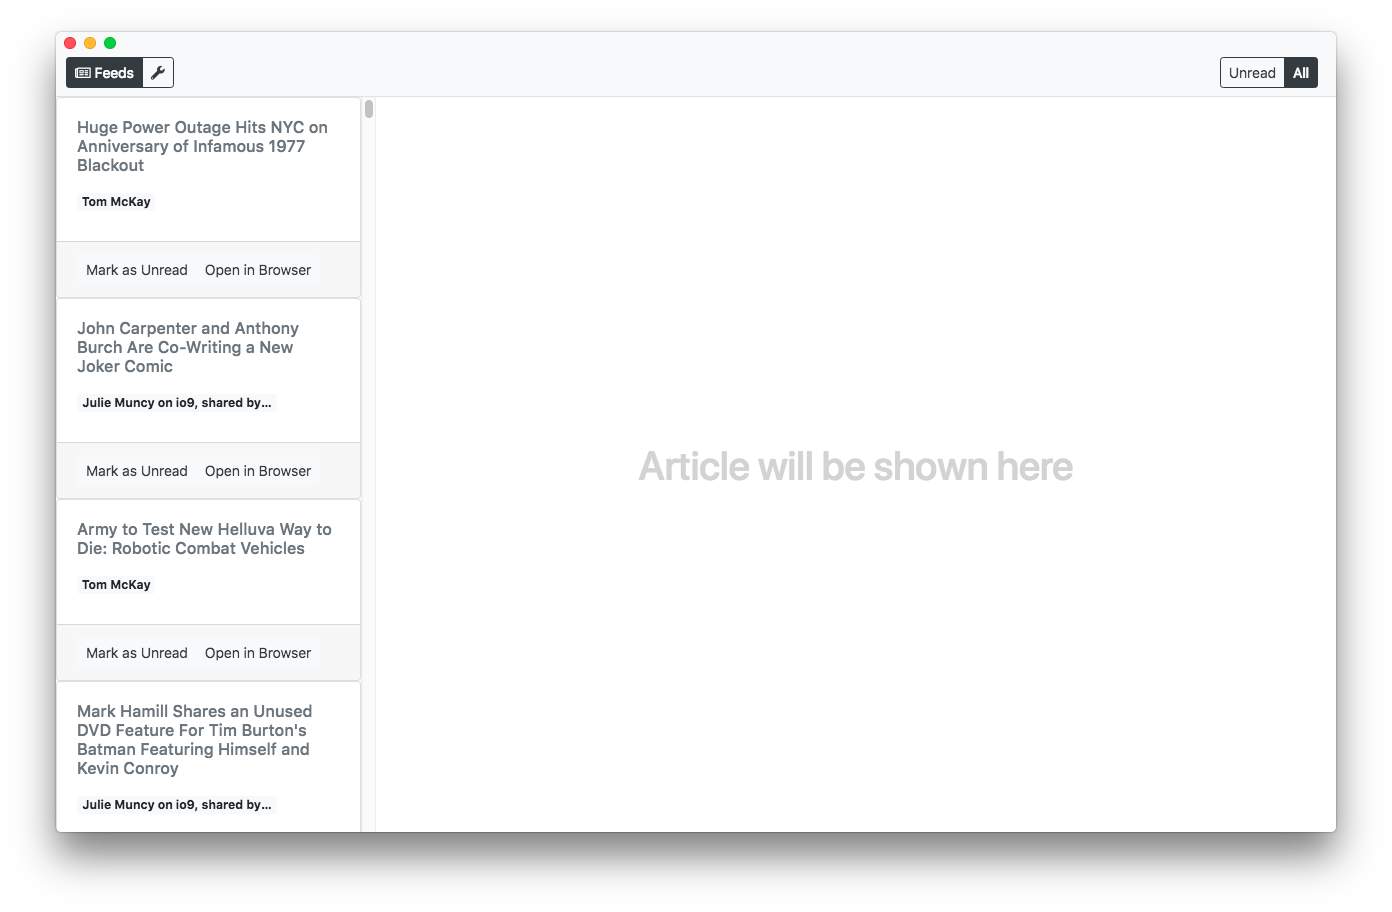 Feeds
Unread All
Huge Power Outage Hits NYC on
Anniversary of Infamous 1977
Blackout
Tom McKay
Mark as Unread Open in Browser
John Carpenter and Anthony
Burch Are Co-Writing a New
Joker Comic
Julie Muncy on io9, shared by...
Mark as Unread Open in Browser
Army to Test New Helluva Way to
Die: Robotic Combat Vehicles
Tom McKay
Mark as Unread Open in Browser
Mark Hamill Shares an Unused
DVD Feature For Tim Burton's
Batman Featuring Himself and
Kevin Conroy
Julie Muncy on io9, shared by...
Article will be shown here